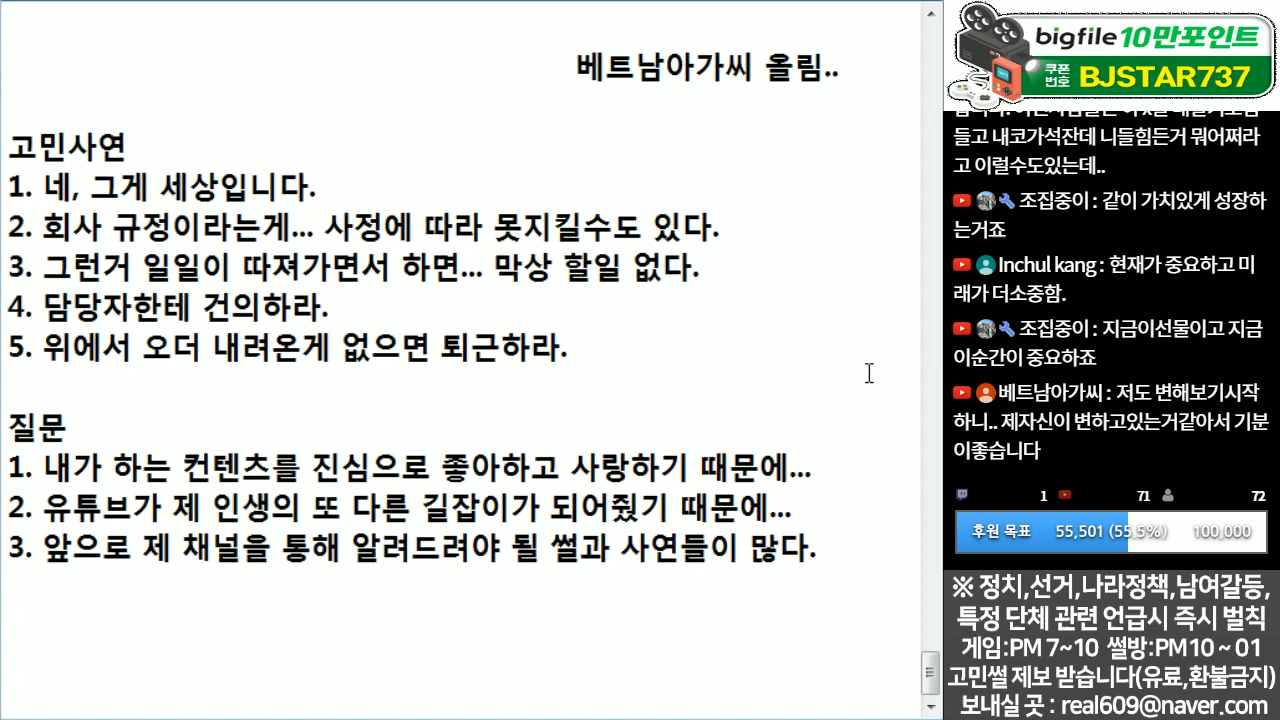 베트남아가씨 올림..
고민사연
1. 네, 그게 세상입니다.
2. 회사 규정이라는게... 사정에 따라 못지킬수도 있다.
3. 그런거 일일이 따져가면서 하면... 막상 할일 없다.
4. 담당자한테 건의하라.
5. 위에서 오더 내려온게 없으면 퇴근하라.
질문
1. 내가 하는 컨텐츠를 진심으로 좋아하고 사랑하기 때문에...
2. 유튜브가 제 인생의 또 다른 길잡이가 되어줬기 때문에...
3. 앞으로 제 채널을 통해 알려드려야 될 썰과 사연들이 많다.
bigfile 10만포인트
쿠폰
번호 BJSTAR737
들고 내코가석잔데 니들힘든거 뭐어쩌라
고 이럴수도있는데..
조집중이 : 같이 가치있게 성장하
는거죠
Inchul kang : 현재가 중요하고 미
래가 더소중함.
조집중이 : 지금이선물이고 지금
이순간이 중요하죠
베트남아가씨 : 저도 변해보기시작
하니.. 제자신이 변하고있는거같아서 기분
이좋습니다
1 71 72
후원 목표 55,501 (55.5%) 100,000
※ 정치,선거,나라정책,남여갈등,
특정 단체 관련 언급시 즉시 벌칙
게임:PM 7~10 썰방:PM 10 ~ 01
고민썰 제보 받습니다(유료,환불금지)
보내실 곳 : real609@naver.com